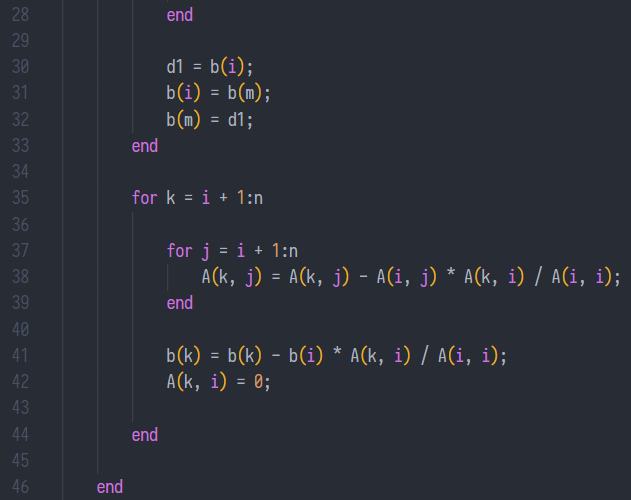 28 end
29
30 d1 = b(i);
31 b(i) = b(m);
32 b(m) = d1;
33 end
34
35 for k = i + 1:n
36
37 for j = i + 1:n
38 A(k, j) = A(k, j) - A(i, j) * A(k, i) / A(i, i);
39 end
40
41 b(k) = b(k) - b(i) * A(k, i) / A(i, i);
42 A(k, i) = 0;
43
44 end
45
46 end